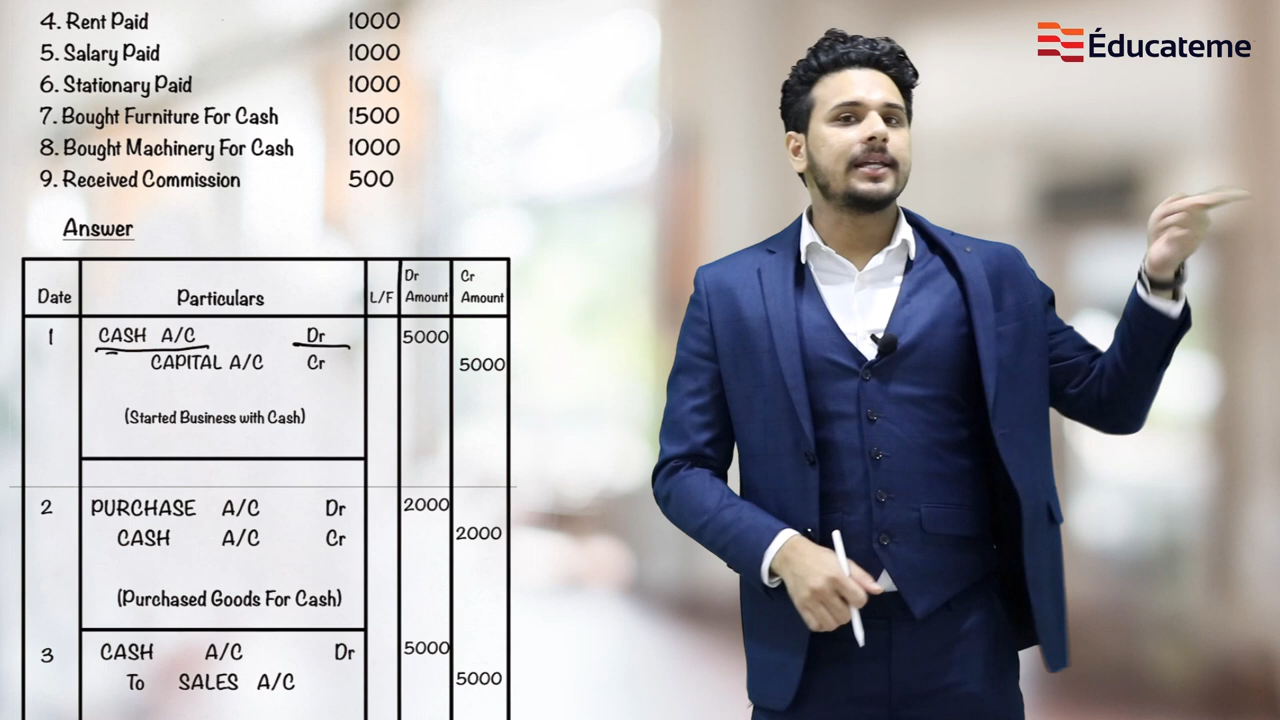 4. Rent Paid 1000
5. Salary Paid 1000
6. Stationary Paid 1000
7. Bought Furniture For Cash 1500
8. Bought Machinery For Cash 1000
9. Received Commission 500
Answer
Date Particulars L/F Dr Amount Cr Amount
1 CASH A/C Dr 5000
CAPITAL A/C Cr 5000
(Started Business with Cash)
2 PURCHASE A/C Dr 2000
CASH A/C Cr 2000
(Purchased Goods For Cash)
3 CASH A/C Dr 5000
To SALES A/C 5000
Éducateme